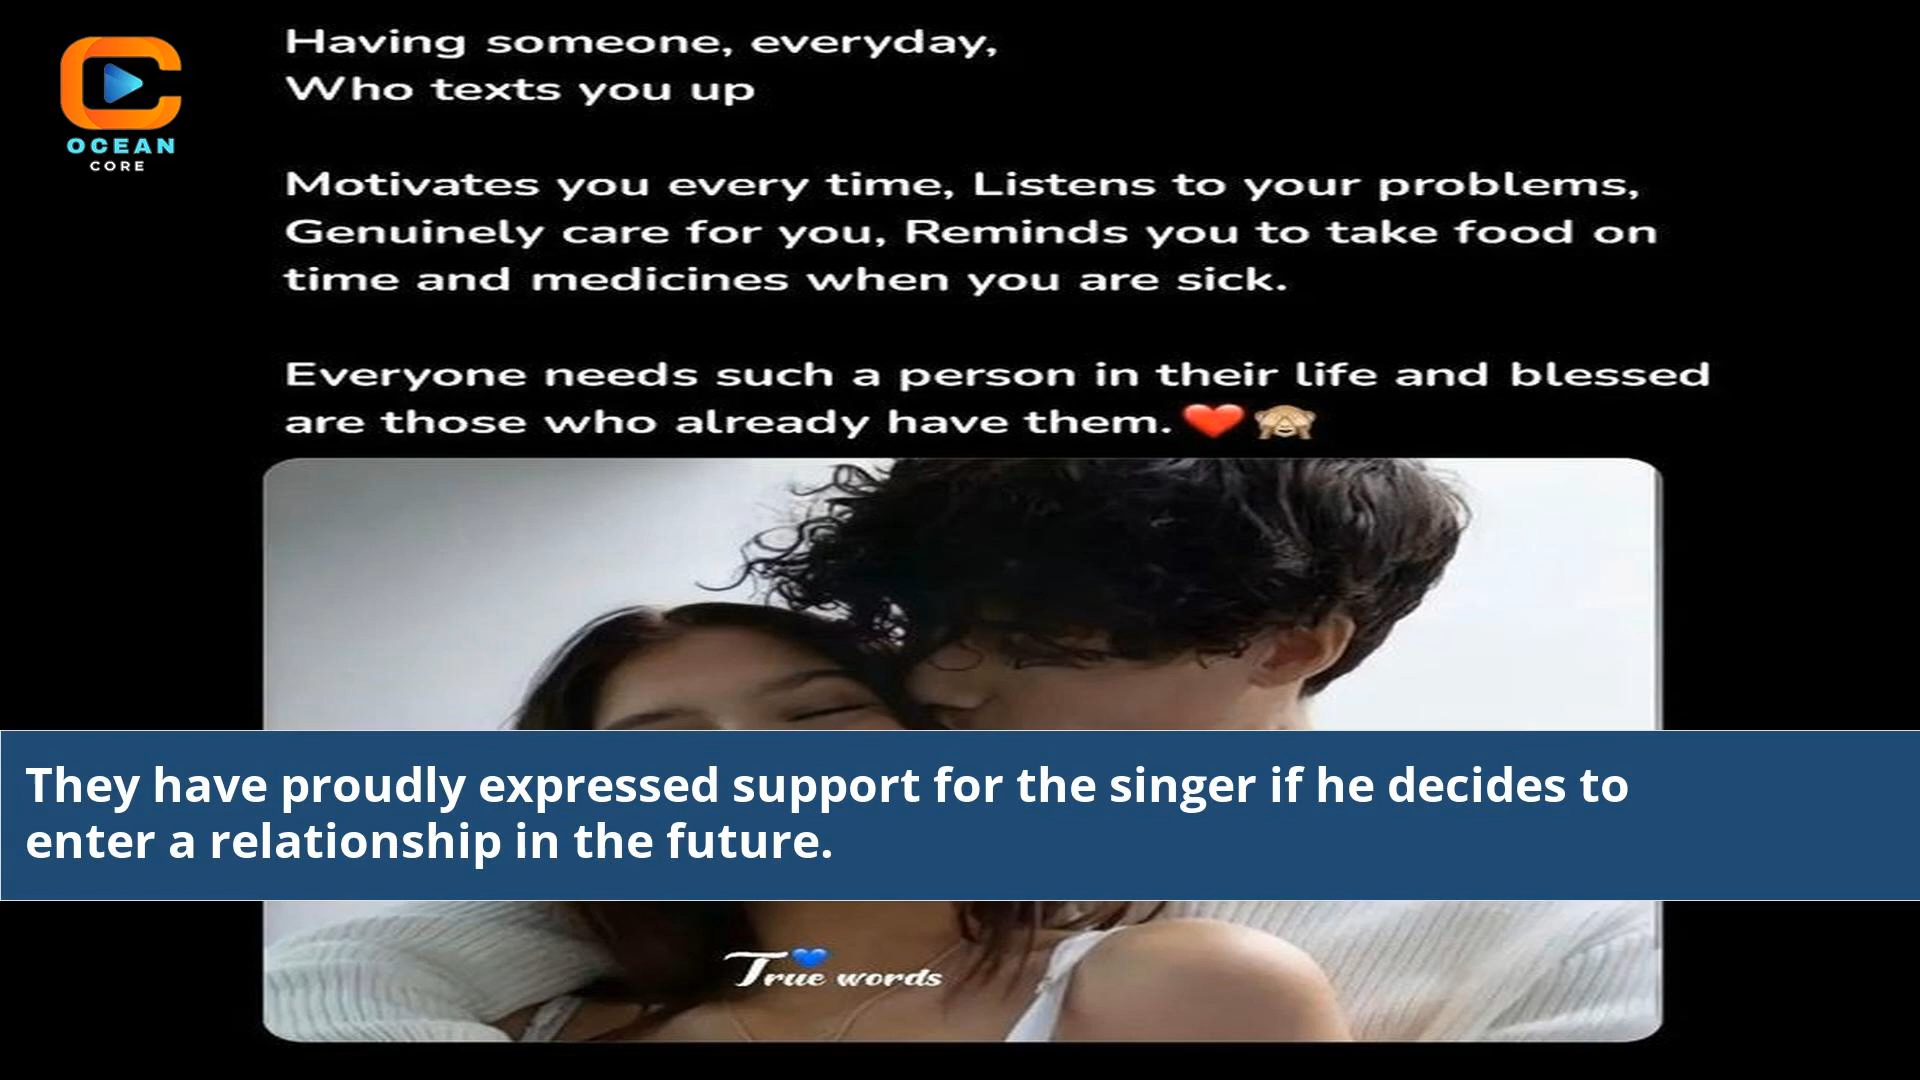 OCEAN
CORE
Having someone, everyday,
Who texts you up
Motivates you every time, Listens to your problems,
Genuinely care for you, Reminds you to take food on
time and medicines when you are sick.
Everyone needs such a person in their life and blessed
are those who already have them. ❤️🙈
They have proudly expressed support for the singer if he decides to
enter a relationship in the future.
True words